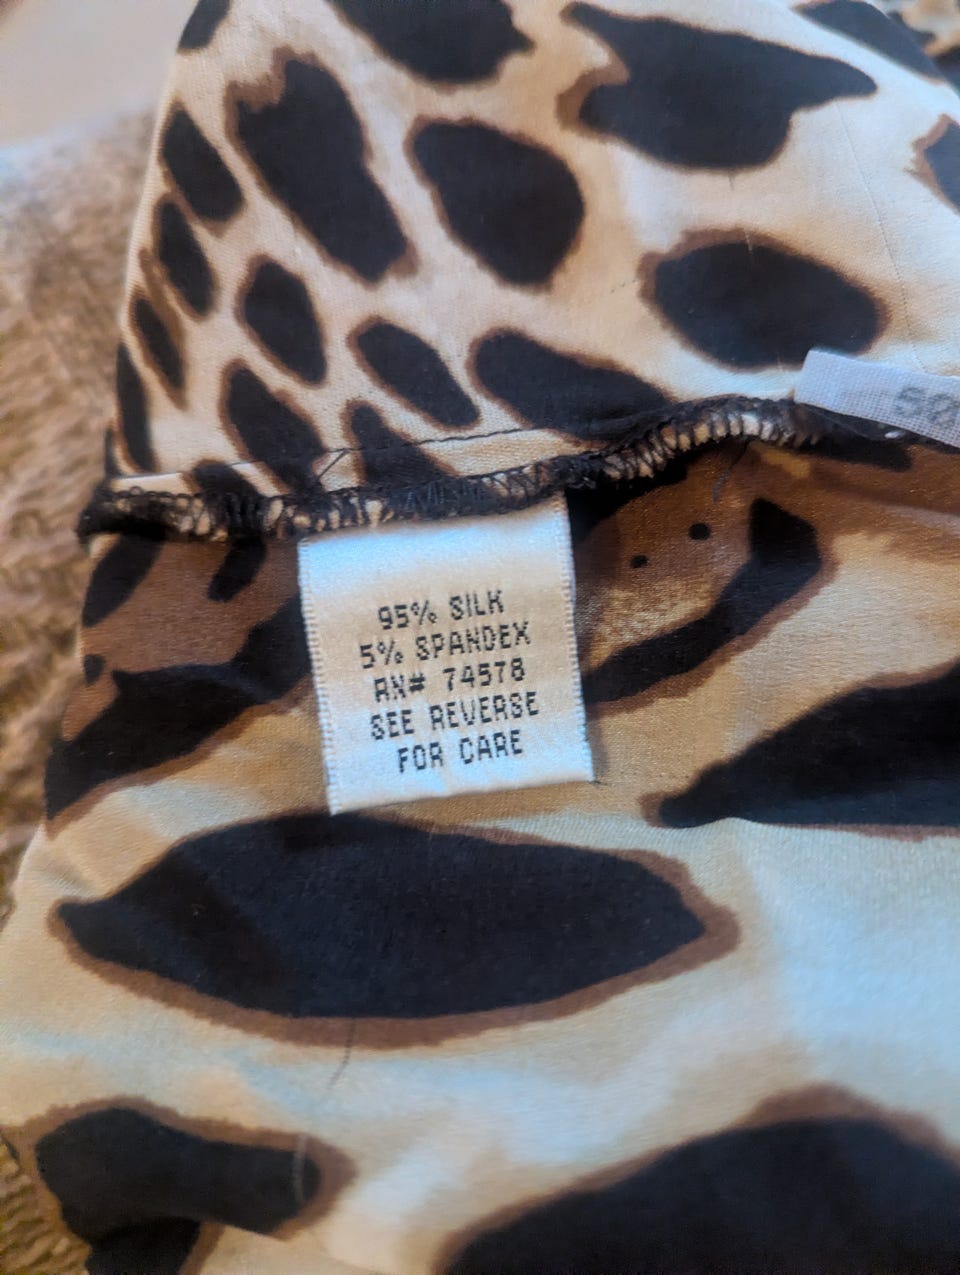 95% SILK
5% SPANDEX
RN# 74578
SEE REVERSE
FOR CARE